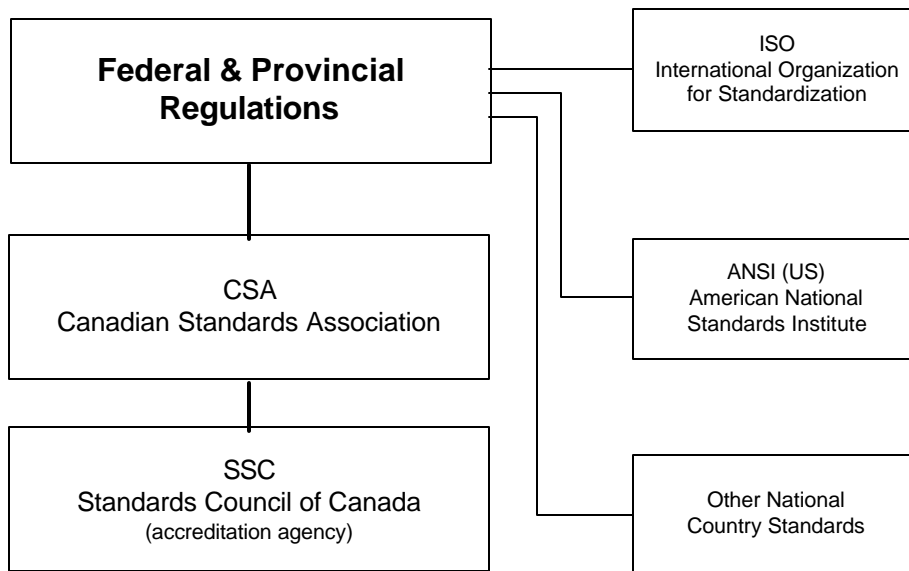 Federal & Provincial
Regulations
CSA
Canadian Standards Association
SSC
Standards Council of Canada
(accreditation agency)
ISO
International Organization
for Standardization
ANSI (US)
American National
Standards Institute
Other National
Country Standards